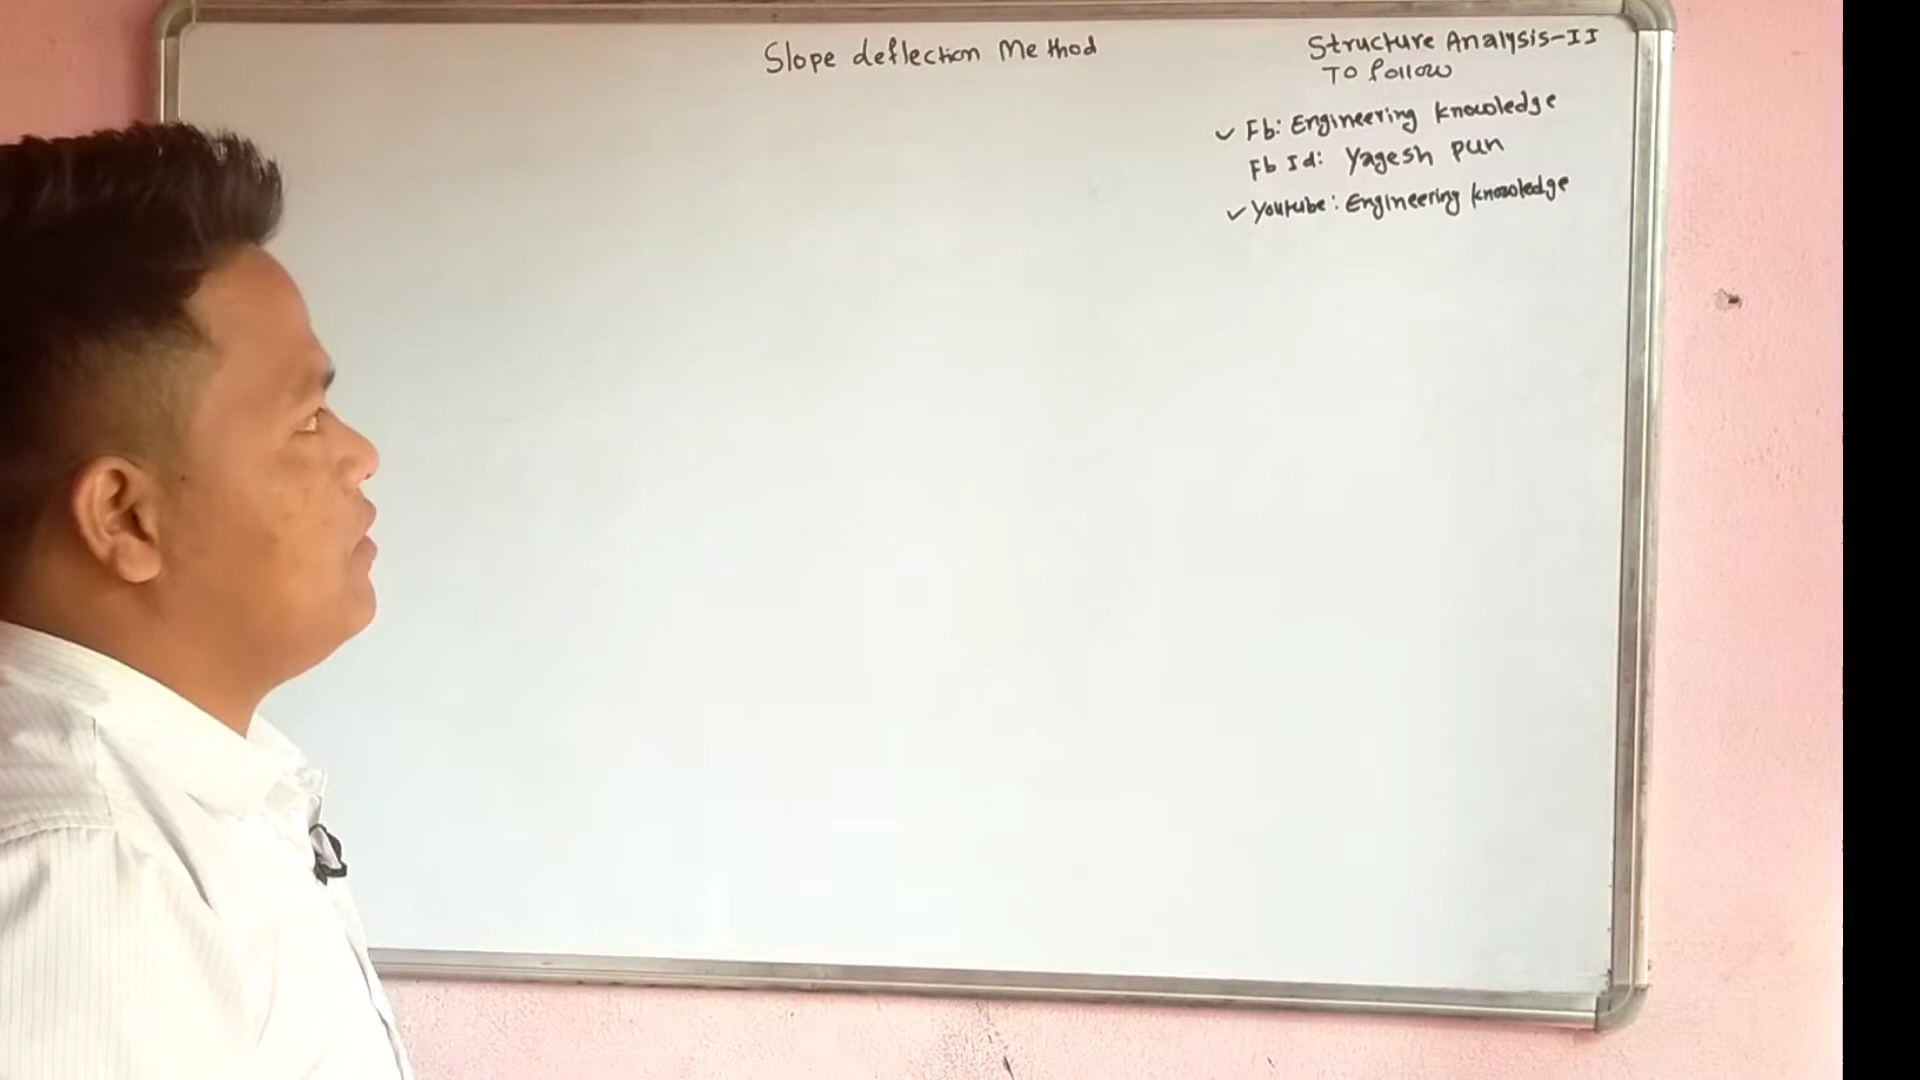 Slope deflection Method
Structure Analysis-II
To follow
✓ Fb: Engineering knowledge
Fb Id: Yagesh pun
✓ Youtube: Engineering knowledge